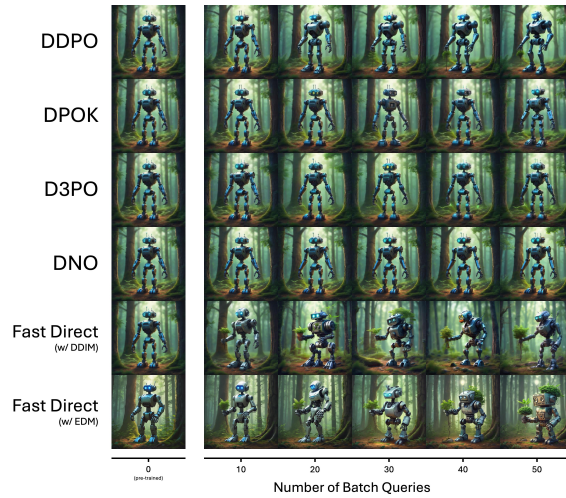 DDPO
DPOK
D3PO
DNO
Fast Direct
(w/ DDIM)
Fast Direct
(w/ EDM)
0 10 20 30 40 50
(pre-trained)
Number of Batch Queries